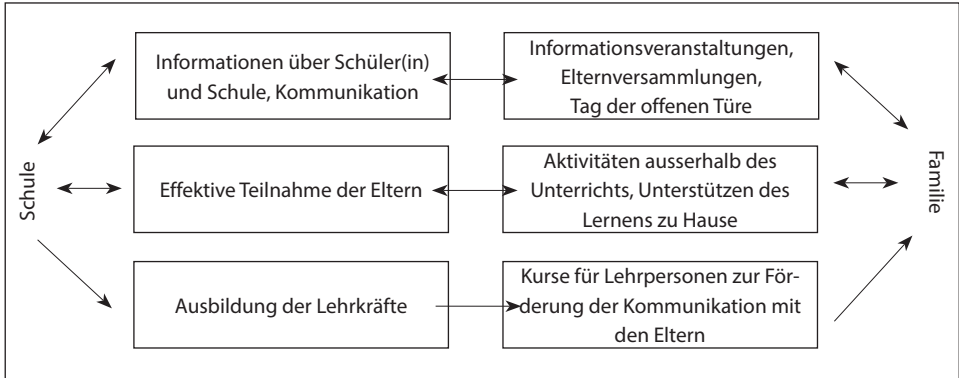 Schule
Informationen über Schüler(in)
und Schule, Kommunikation
Informationsveranstaltungen,
Elternversammlungen,
Tag der offenen Türe
Effektive Teilnahme der Eltern
Aktivitäten ausserhalb des
Unterrichts, Unterstützen des
Lernens zu Hause
Ausbildung der Lehrkräfte
Kurse für Lehrpersonen zur För-
derung der Kommunikation mit
den Eltern
Familie